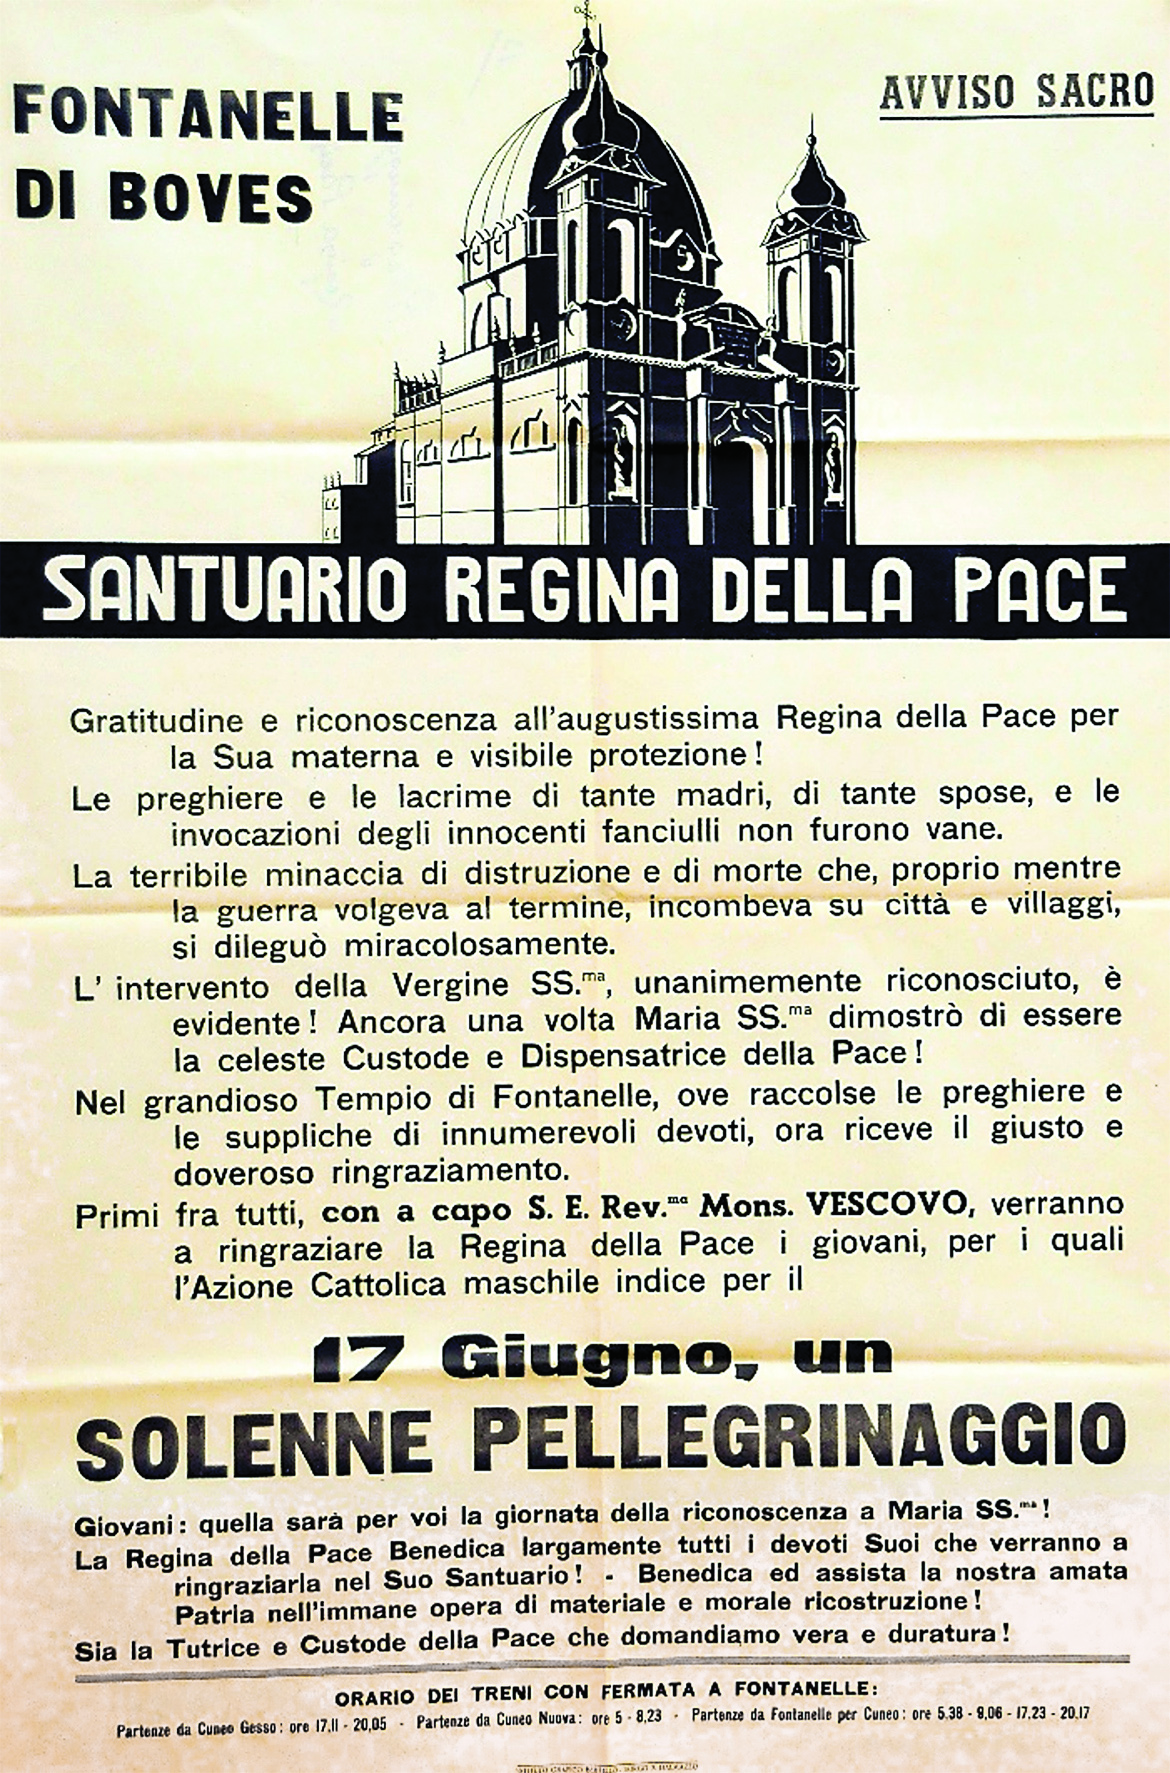 FONTANELLE
DI BOVES
AVVISO SACRO
SANTUARIO REGINA DELLA PACE
Gratitudine e riconoscenza all'augustissima Regina della Pace per
la Sua materna e visibile protezione!
Le preghiere e le lacrime di tante madri, di tante spose, e le
invocazioni degli innocenti fanciulli non furono vane.
La terribile minaccia di distruzione e di morte che, proprio mentre
la guerra volgeva al termine, incombeva su città e villaggi,
si dileguò miracolosamente.
L' intervento della Vergine SS.ma, unanimemente riconosciuto, è
evidente! Ancora una volta Maria SS.ma dimostrò di essere
la celeste Custode e Dispensatrice della Pace!
Nel grandioso Tempio di Fontanelle, ove raccolse le preghiere e
le suppliche di innumerevoli devoti, ora riceve il giusto e
doveroso ringraziamento.
Primi fra tutti, con a capo S. E. Rev.ma Mons. VESCOVO, verranno
a ringraziare la Regina della Pace i giovani, per i quali
l'Azione Cattolica maschile indice per il
17 Giugno, un
SOLENNE PELLEGRINAGGIO
Giovani: quella sarà per voi la giornata della riconoscenza a Maria SS.ma!
La Regina della Pace Benedica largamente tutti i devoti Suoi che verranno a
ringraziarla nel Suo Santuario! - Benedica ed assista la nostra amata
Patria nell'immane opera di materiale e morale ricostruzione!
Sia la Tutrice e Custode della Pace che domandiamo vera e duratura!
ORARIO DEI TRENI CON FERMATA A FONTANELLE:
Partenze da Cuneo Gesso: ore 17,11 - 20,05 - Partenze da Cuneo Nuova: ore 5 - 8,23 - Partenze da Fontanelle per Cuneo: ore 5,38 - 9,06 - 17,23 - 20,17